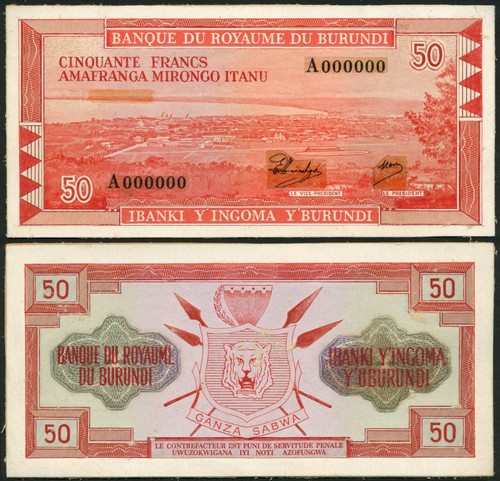 BANQUE DU ROYAUME DU BURUNDI
50
CINQUANTE FRANCS
AMAFRANGA MIRONGO ITANU
A000000
50
A000000
LE VICE-PRESIDENT
LE PRESIDENT
IBANKI Y'INGOMA Y'BURUNDI
50
50
BANQUE DU ROYAUME
DU BURUNDI
IBANKI Y'INGOMA
Y'UBURUNDI
GANZA SABWA
50
50
LE CONTREFACTEUR EST PUNI DE SERVITUDE PENALE
UWUZOKWIGANA IYI NOTI AZOFUNGWA